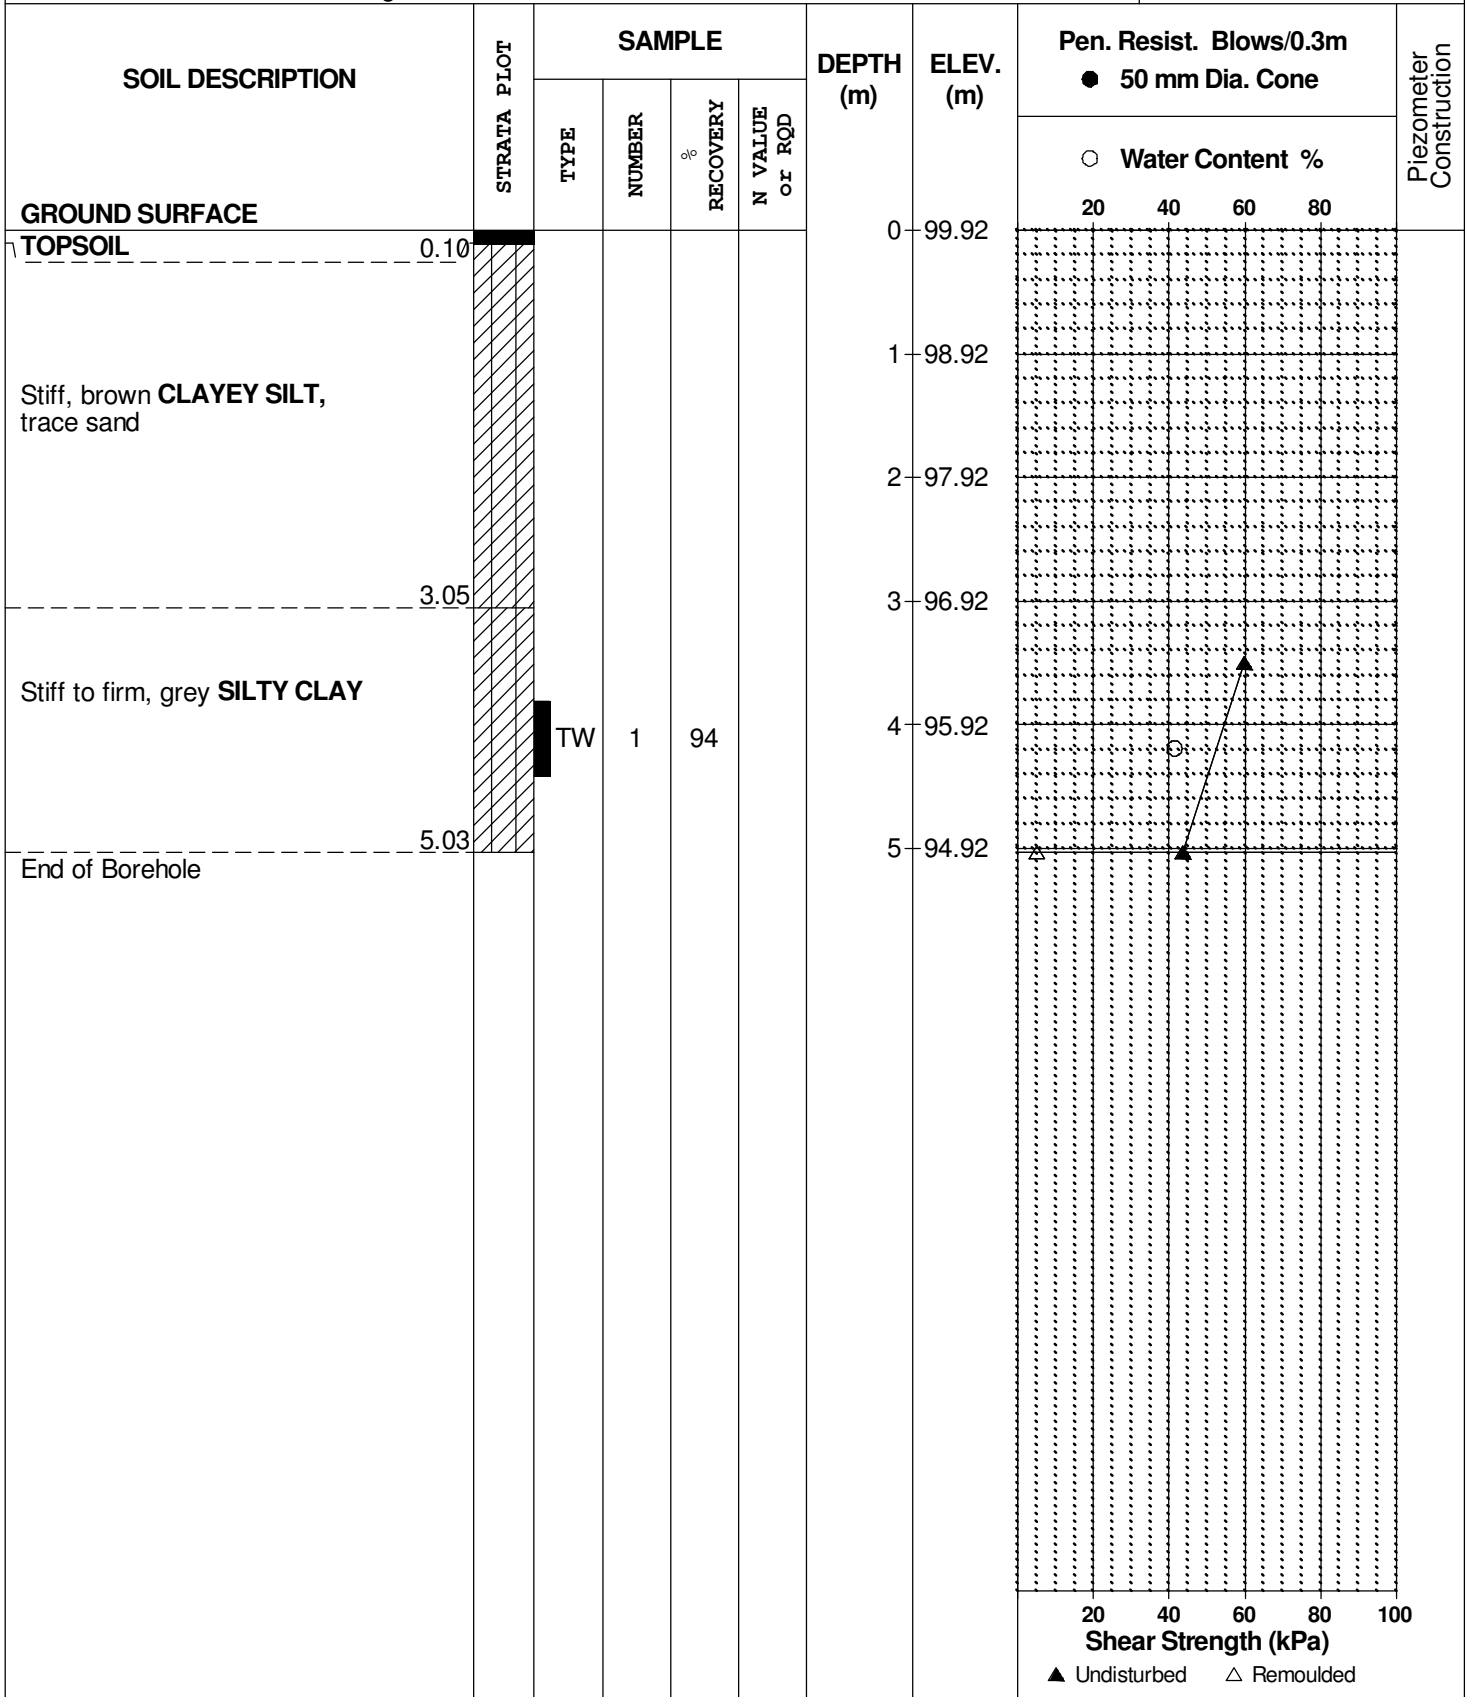 SOIL DESCRIPTION
STRATA PLOT
SAMPLE
TYPE
NUMBER
%
RECOVERY
N VALUE
or RQD
DEPTH
(m)
ELEV.
(m)
Pen. Resist. Blows/0.3m
● 50 mm Dia. Cone
○ Water Content %
Piezometer
Construction
20 40 60 80
GROUND SURFACE
0 99.92
TOPSOIL 0.10
1 98.92
Stiff, brown CLAYEY SILT,
trace sand
2 97.92
3.05
3 96.92
Stiff to firm, grey SILTY CLAY
4 95.92
TW 1 94
5.03
5 94.92
End of Borehole
20 40 60 80 100
Shear Strength (kPa)
▲ Undisturbed △ Remoulded